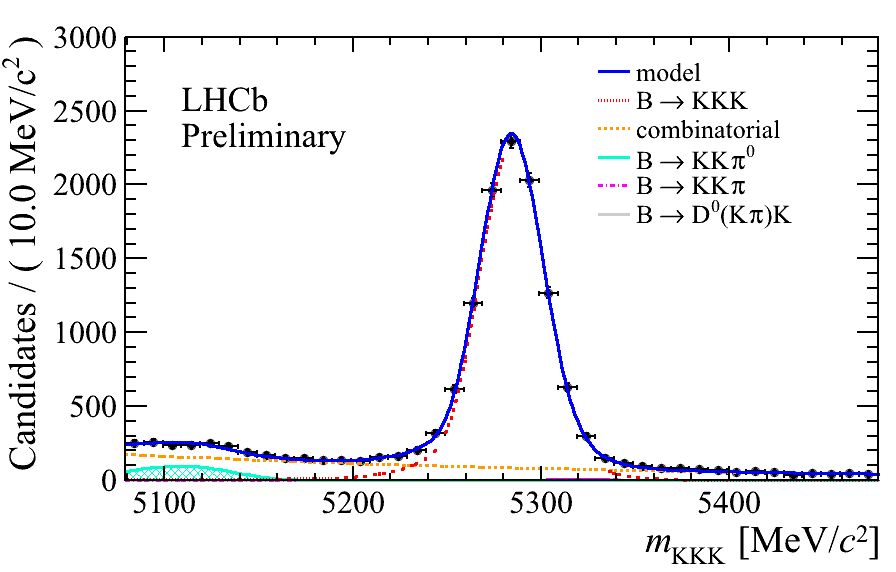 3000
2500
2000
1500
1000
500
0
Candidates / ( 10.0 MeV/c²)
LHCb
Preliminary
model
B → KKK
combinatorial
B → KKπ⁰
B → KKπ
B → D⁰(Kπ)K
5100 5200 5300 5400
m_KKK [MeV/c²]